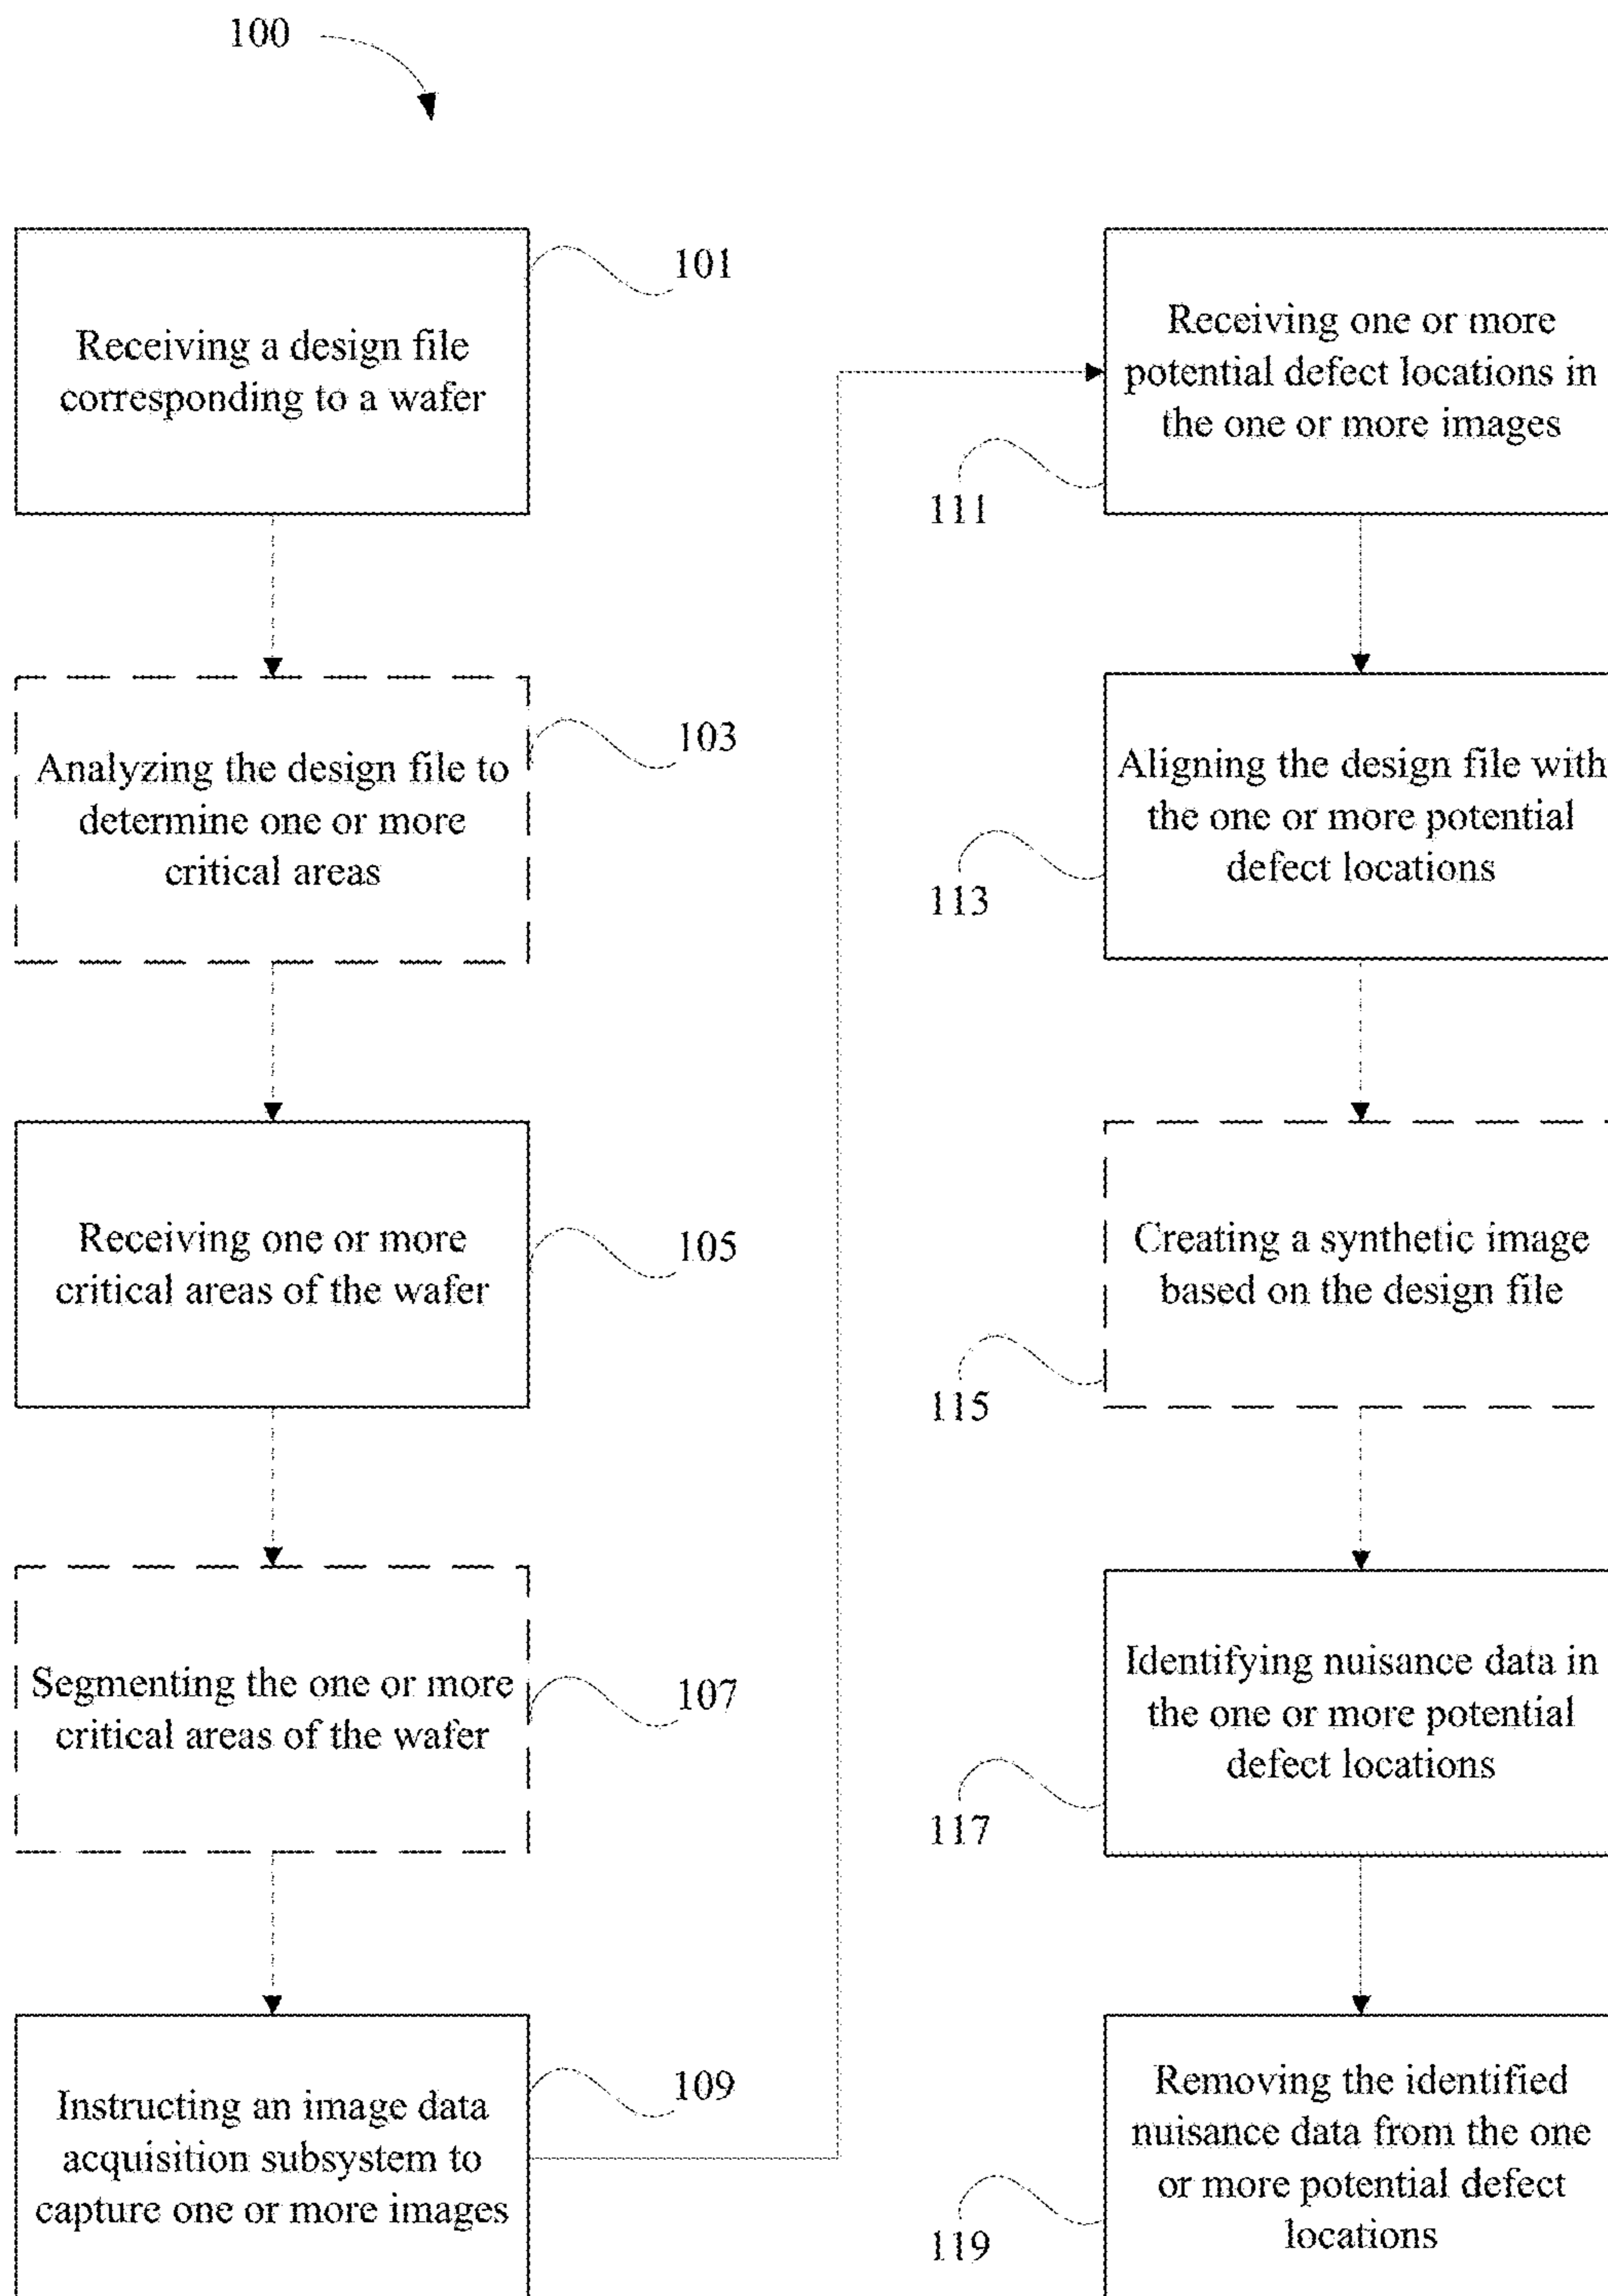 100
Receiving a design file
corresponding to a wafer
101
Analyzing the design file to
determine one or more
critical areas
103
Receiving one or more
critical areas of the wafer
105
Segmenting the one or more
critical areas of the wafer
107
Instructing an image data
acquisition subsystem to
capture one or more images
109
Receiving one or more
potential defect locations in
the one or more images
111
Aligning the design file with
the one or more potential
defect locations
113
Creating a synthetic image
based on the design file
115
Identifying nuisance data in
the one or more potential
defect locations
117
Removing the identified
nuisance data from the one
or more potential defect
locations
119